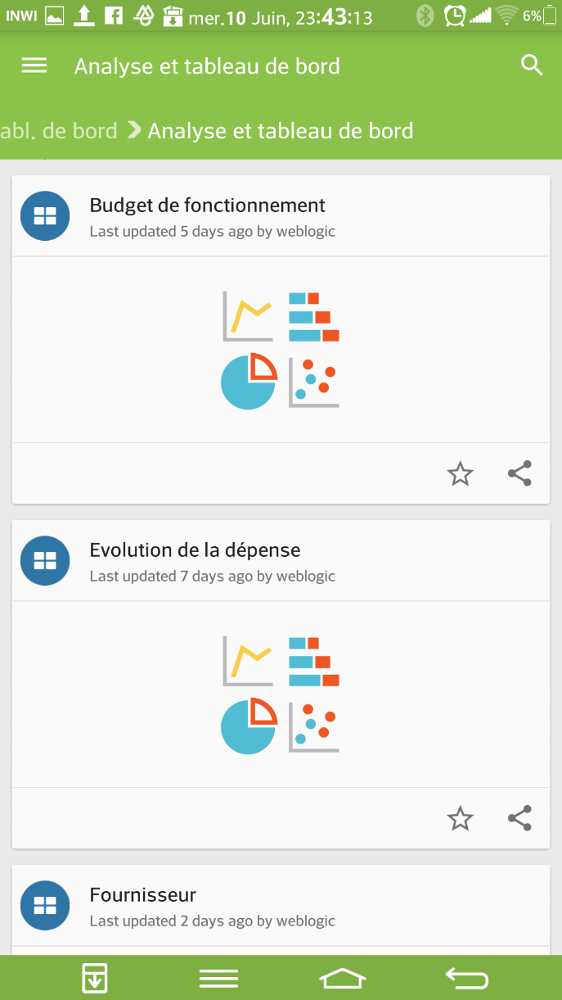 INWI mer.10 Juin, 23:43:13 6%
Analyse et tableau de bord
abl. de bord Analyse et tableau de bord
Budget de fonctionnement
Last updated 5 days ago by weblogic
Evolution de la dépense
Last updated 7 days ago by weblogic
Fournisseur
Last updated 2 days ago by weblogic